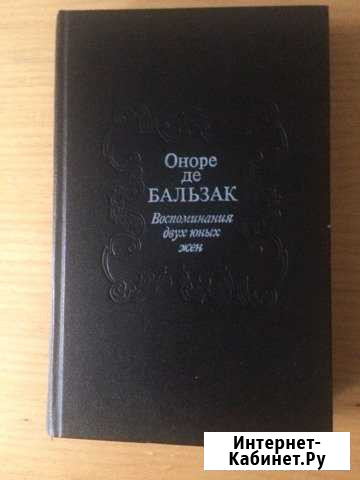 Оноре
де
БАЛЬЗАК
Воспоминания
двух юных
жен
Интернет-
Кабинет.Ру